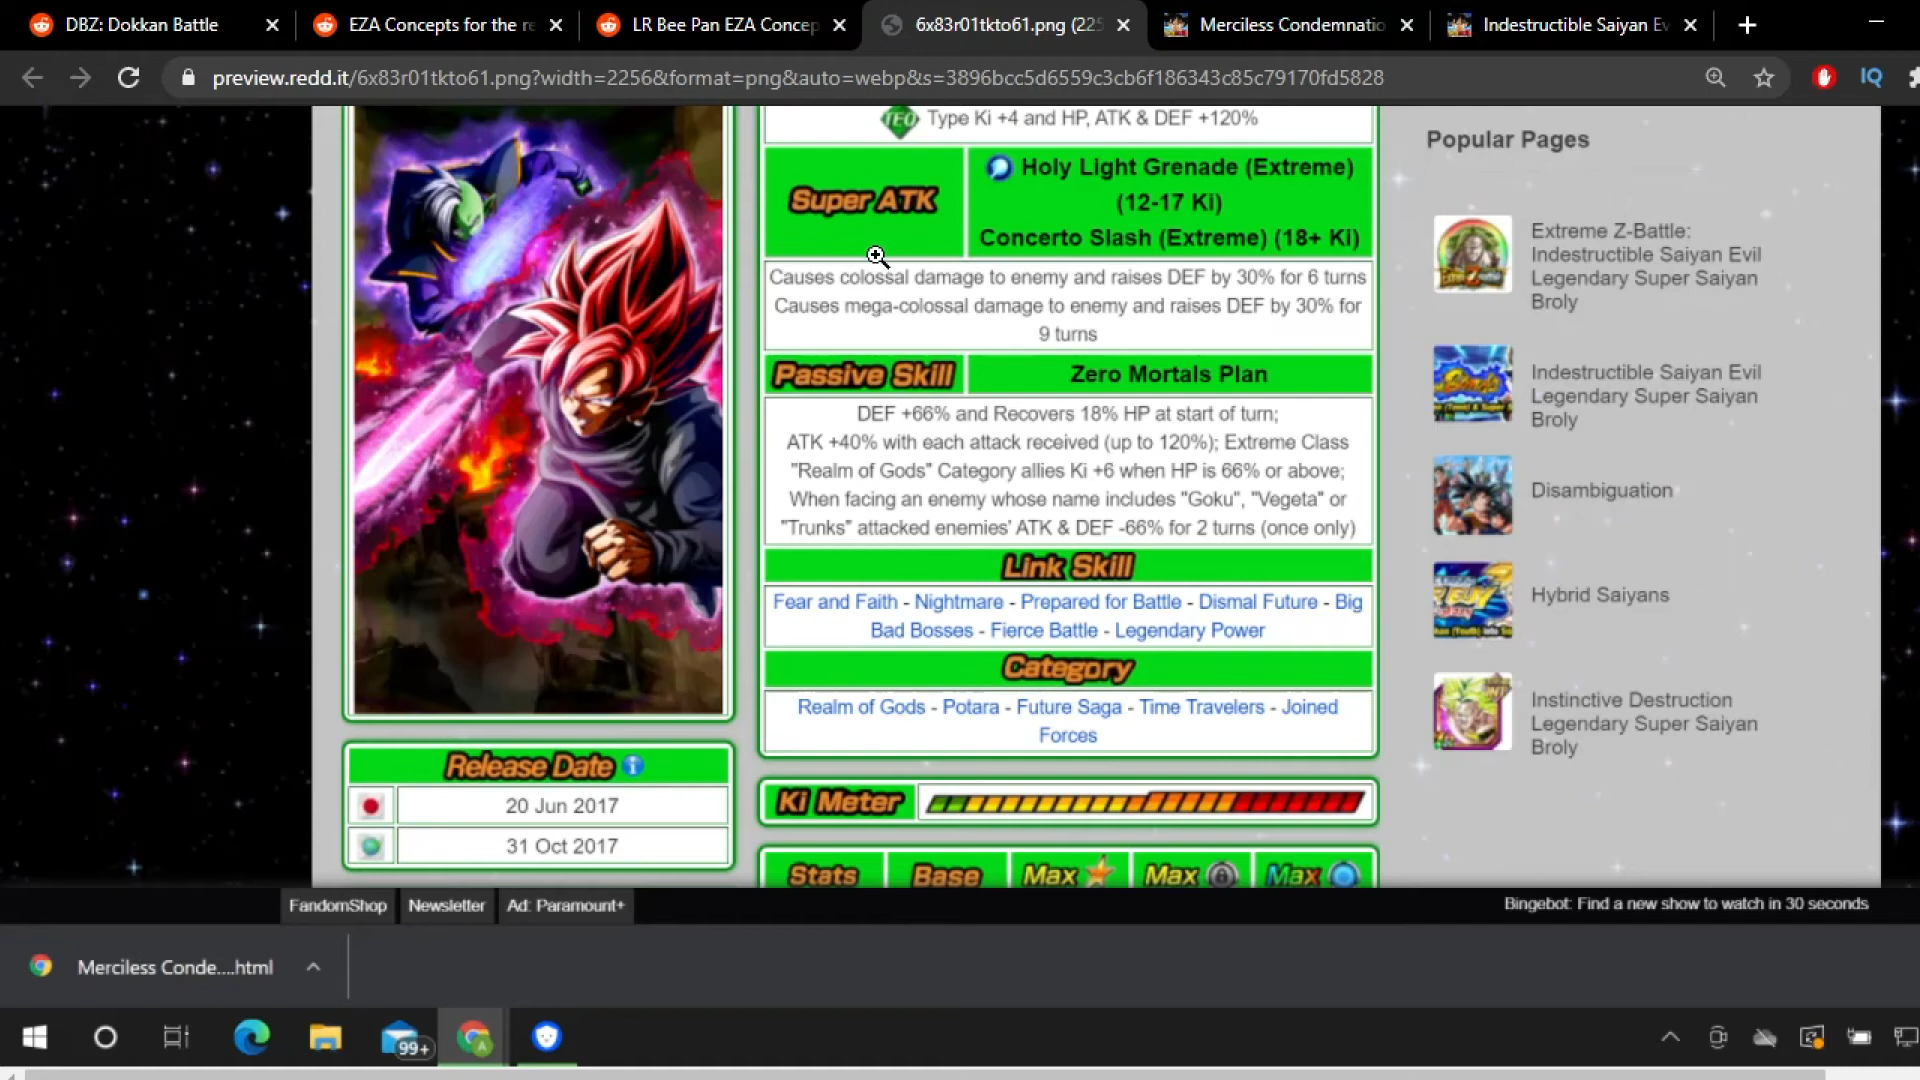 DBZ: Dokkan Battle
EZA Concepts for the re
LR Bee Pan EZA Concep
6x83r01tkto61.png (225
Merciless Condemnatio
Indestructible Saiyan Ev
preview.redd.it/6x83r01tkto61.png?width=2256&format=png&auto=webp&s=3896bcc5d6559c3cb6f186343c85c79170fd5828
IQ
TEQ Type Ki +4 and HP, ATK & DEF +120%
Super ATK
Holy Light Grenade (Extreme)
(12-17 Ki)
Concerto Slash (Extreme) (18+ Ki)
Causes colossal damage to enemy and raises DEF by 30% for 6 turns
Causes mega-colossal damage to enemy and raises DEF by 30% for
9 turns
Passive Skill
Zero Mortals Plan
DEF +66% and Recovers 18% HP at start of turn;
ATK +40% with each attack received (up to 120%); Extreme Class
"Realm of Gods" Category allies Ki +6 when HP is 66% or above;
When facing an enemy whose name includes "Goku", "Vegeta" or
"Trunks" attacked enemies' ATK & DEF -66% for 2 turns (once only)
Link Skill
Fear and Faith - Nightmare - Prepared for Battle - Dismal Future - Big
Bad Bosses - Fierce Battle - Legendary Power
Category
Realm of Gods - Potara - Future Saga - Time Travelers - Joined
Forces
Release Date
20 Jun 2017
31 Oct 2017
Ki Meter
Stats
Base
Max
Max
Max
Popular Pages
Extreme Z-Battle:
Indestructible Saiyan Evil
Legendary Super Saiyan
Broly
Indestructible Saiyan Evil
Legendary Super Saiyan
Broly
Disambiguation
Hybrid Saiyans
Instinctive Destruction
Legendary Super Saiyan
Broly
FandomShop
Newsletter
Ad: Paramount+
Bingebot: Find a new show to watch in 30 seconds
Merciless Conde....html
99+